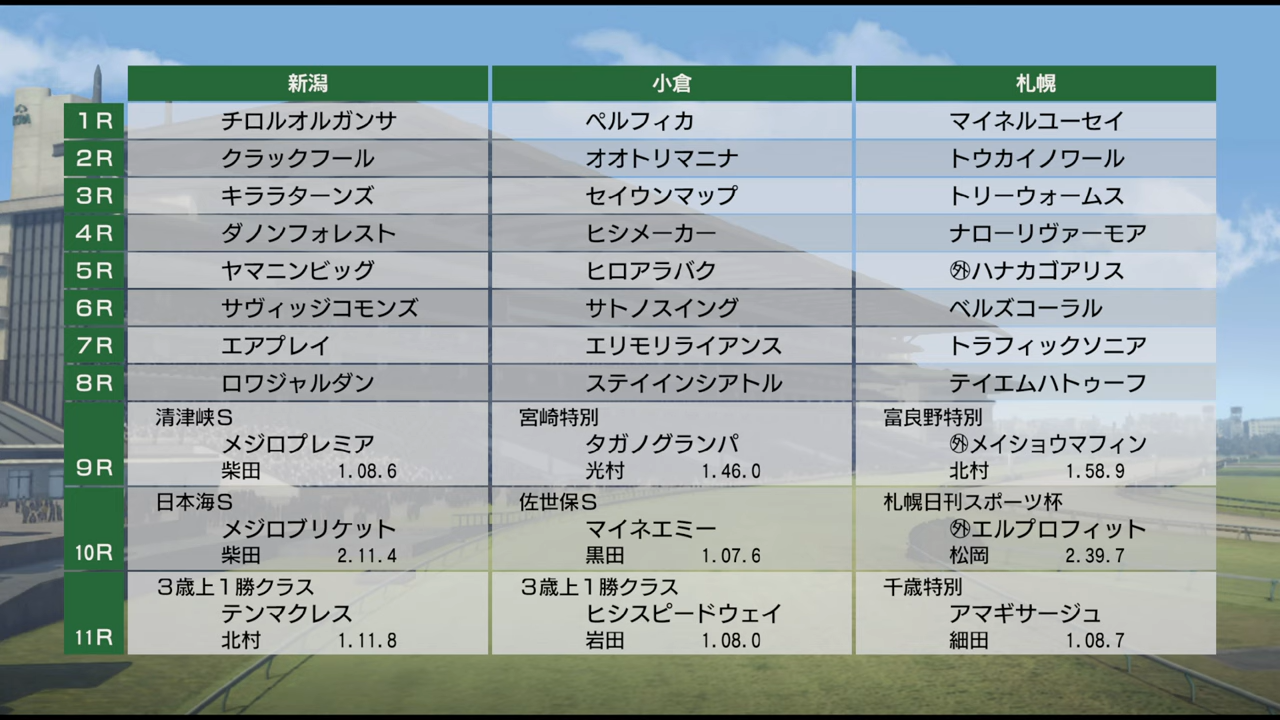 新潟 小倉 札幌
1R チロルオルガンサ ペルフィカ マイネルユーセイ
2R クラックフール オオトリマニナ トウカイノワール
3R キララターンズ セイウンマップ トリーウォームス
4R ダノンフォレスト ヒシメーカー ナローリヴァーモア
5R ヤマニンビッグ ヒロアラバク ㊕ハナカゴアリス
6R サヴィッジコモンズ サトノスイング ベルズコーラル
7R エアプレイ エリモリライアンス トラフィックソニア
8R ロワジャルダン ステイインシアトル テイエムハトゥーフ
清津峡S 宮崎特別 富良野特別
メジロプレミア タガノグランパ 外メイショウマフィン
9R 柴田 1.08.6 光村 1.46.0 北村 1.58.9
日本海S 佐世保S 札幌日刊スポーツ杯
メジロブリケット マイネエミー 外エルプロフィット
10R 柴田 2.11.4 黒田 1.07.6 松岡 2.39.7
3歳上1勝クラス 3歳上1勝クラス 千歳特別
テンマクレス ヒシスピードウェイ アマギサージュ
11R 北村 1.11.8 岩田 1.08.0 細田 1.08.7